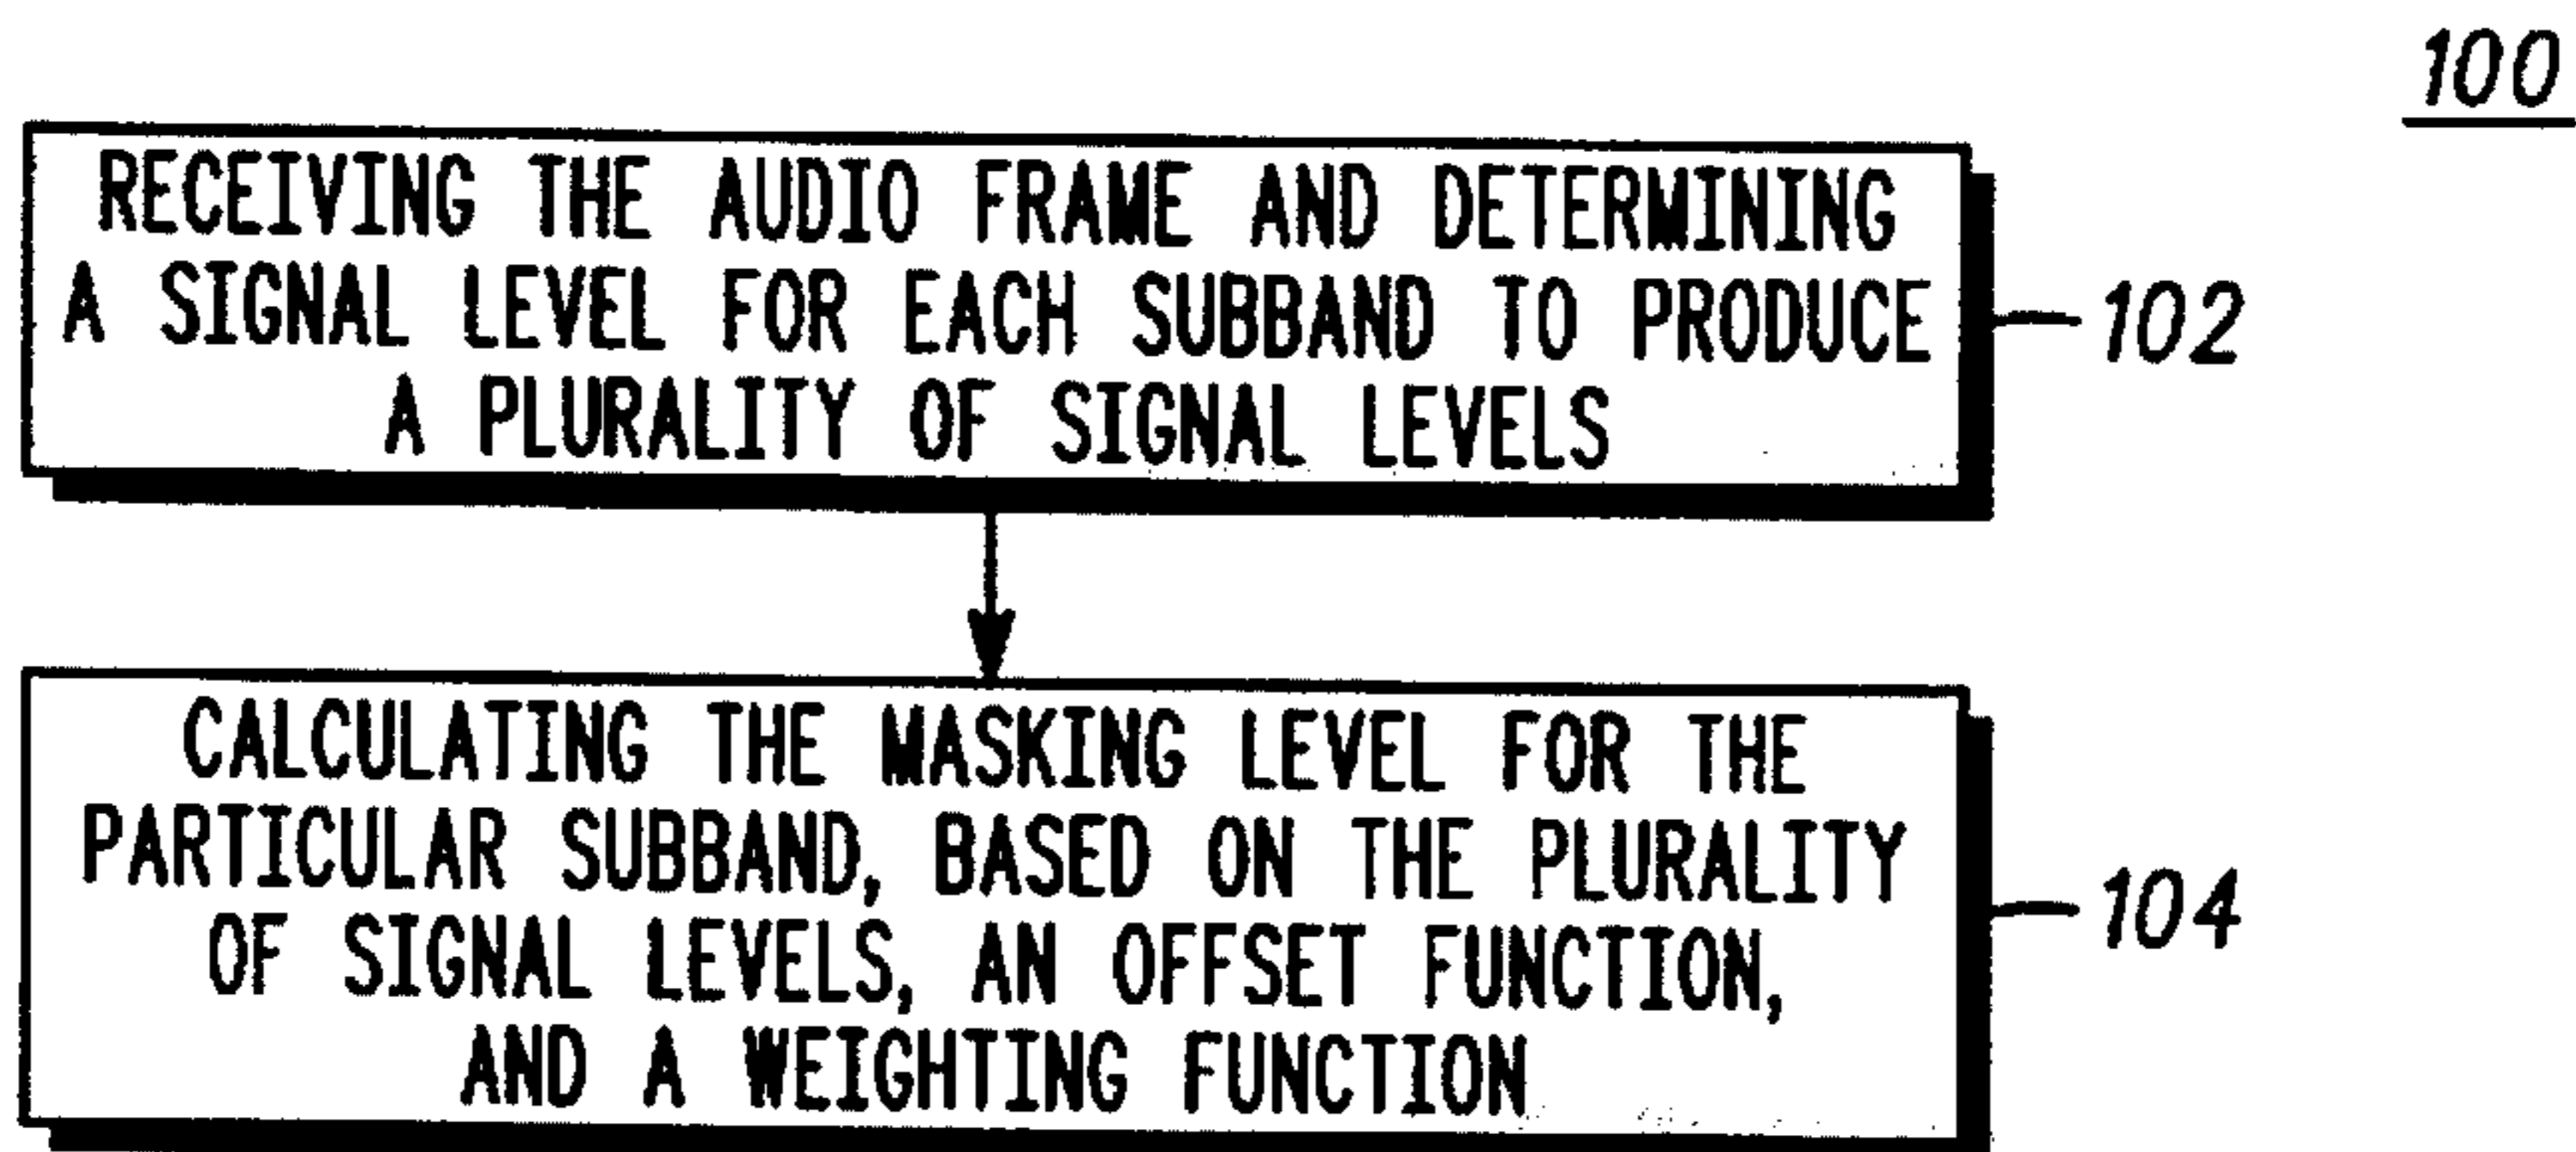 100
RECEIVING THE AUDIO FRAME AND DETERMINING
A SIGNAL LEVEL FOR EACH SUBBAND TO PRODUCE
A PLURALITY OF SIGNAL LEVELS
102
CALCULATING THE MASKING LEVEL FOR THE
PARTICULAR SUBBAND, BASED ON THE PLURALITY
OF SIGNAL LEVELS, AN OFFSET FUNCTION,
AND A WEIGHTING FUNCTION
104